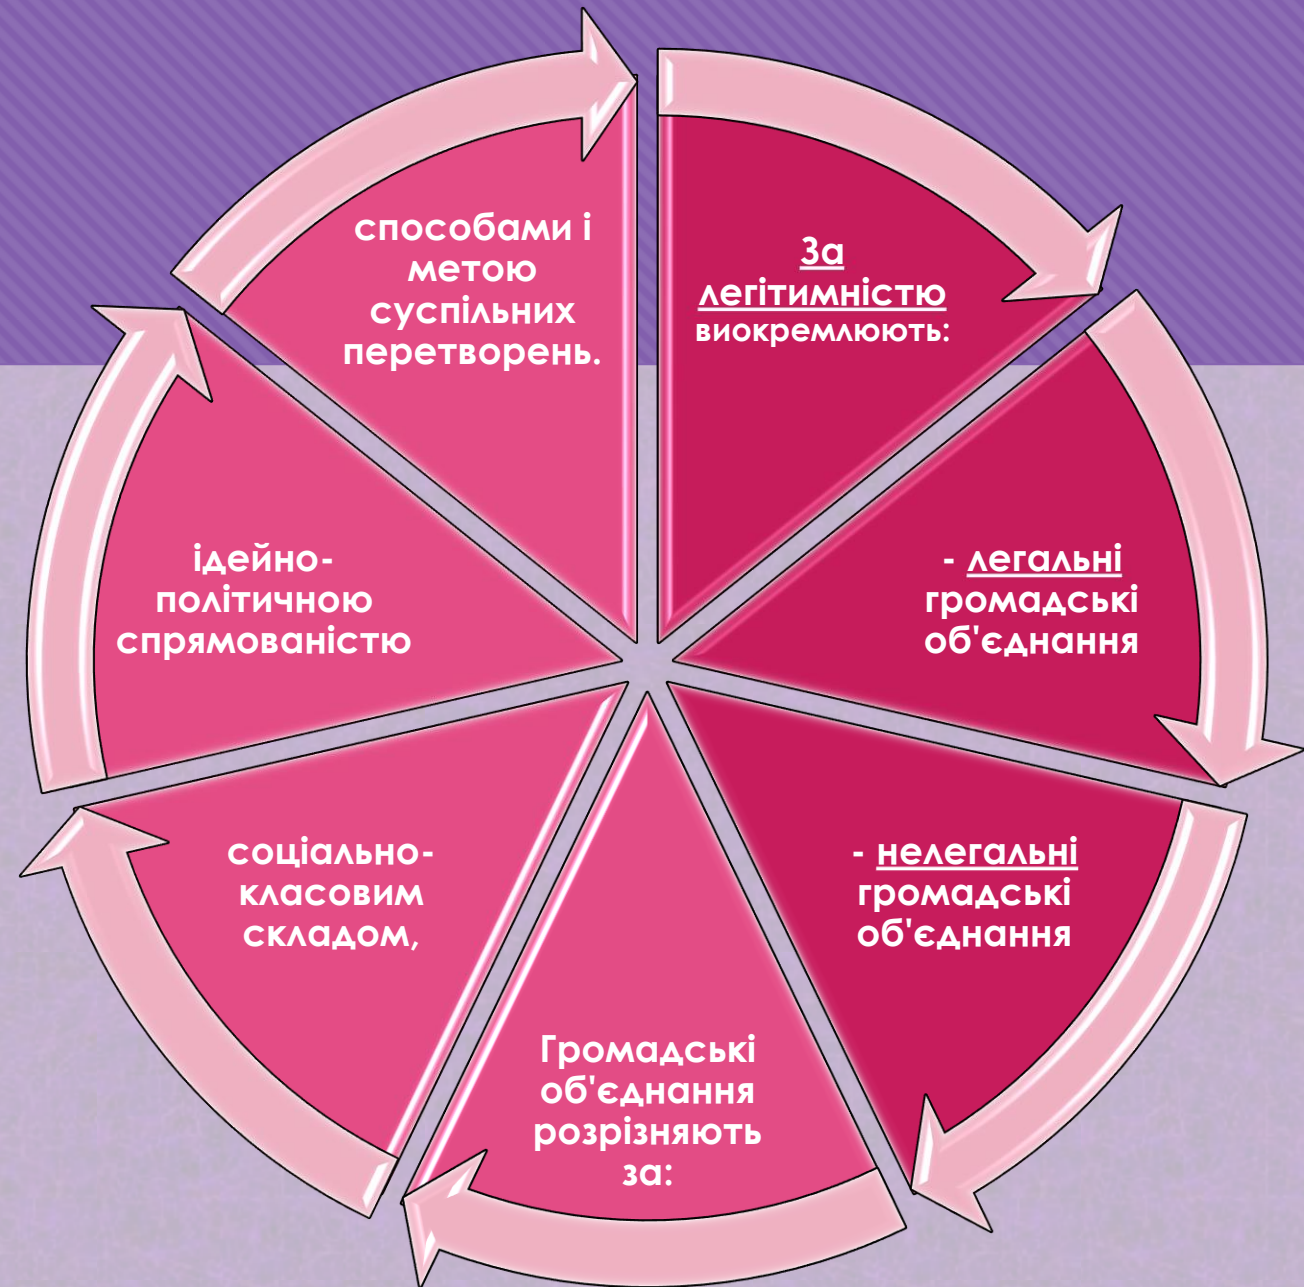 За
легітимністю
виокремлюють:
- легальні
громадські
об'єднання
- нелегальні
громадські
об'єднання
Громадські
об'єднання
розрізняють
за:
соціально-
класовим
складом,
ідейно-
політичною
спрямованістю
способами і
метою
суспільних
перетворень.